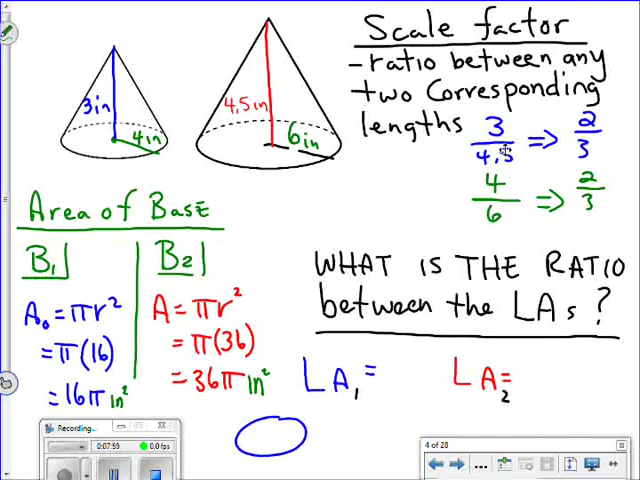 Scale factor
- ratio between any
two Corresponding
lengths 3/4,5 => 2/3
4/6 => 2/3
3in
4in
4,5in
6in
Area of Base
B1
B2
A₀ = πr²
= π(16)
= 16π in²
A = πr²
= π(36)
= 36π in²
WHAT IS THE RATIO
between the LAs?
LA₁ =
LA₂ =
Recording...
0:07:59
0.0 fps
4 of 28